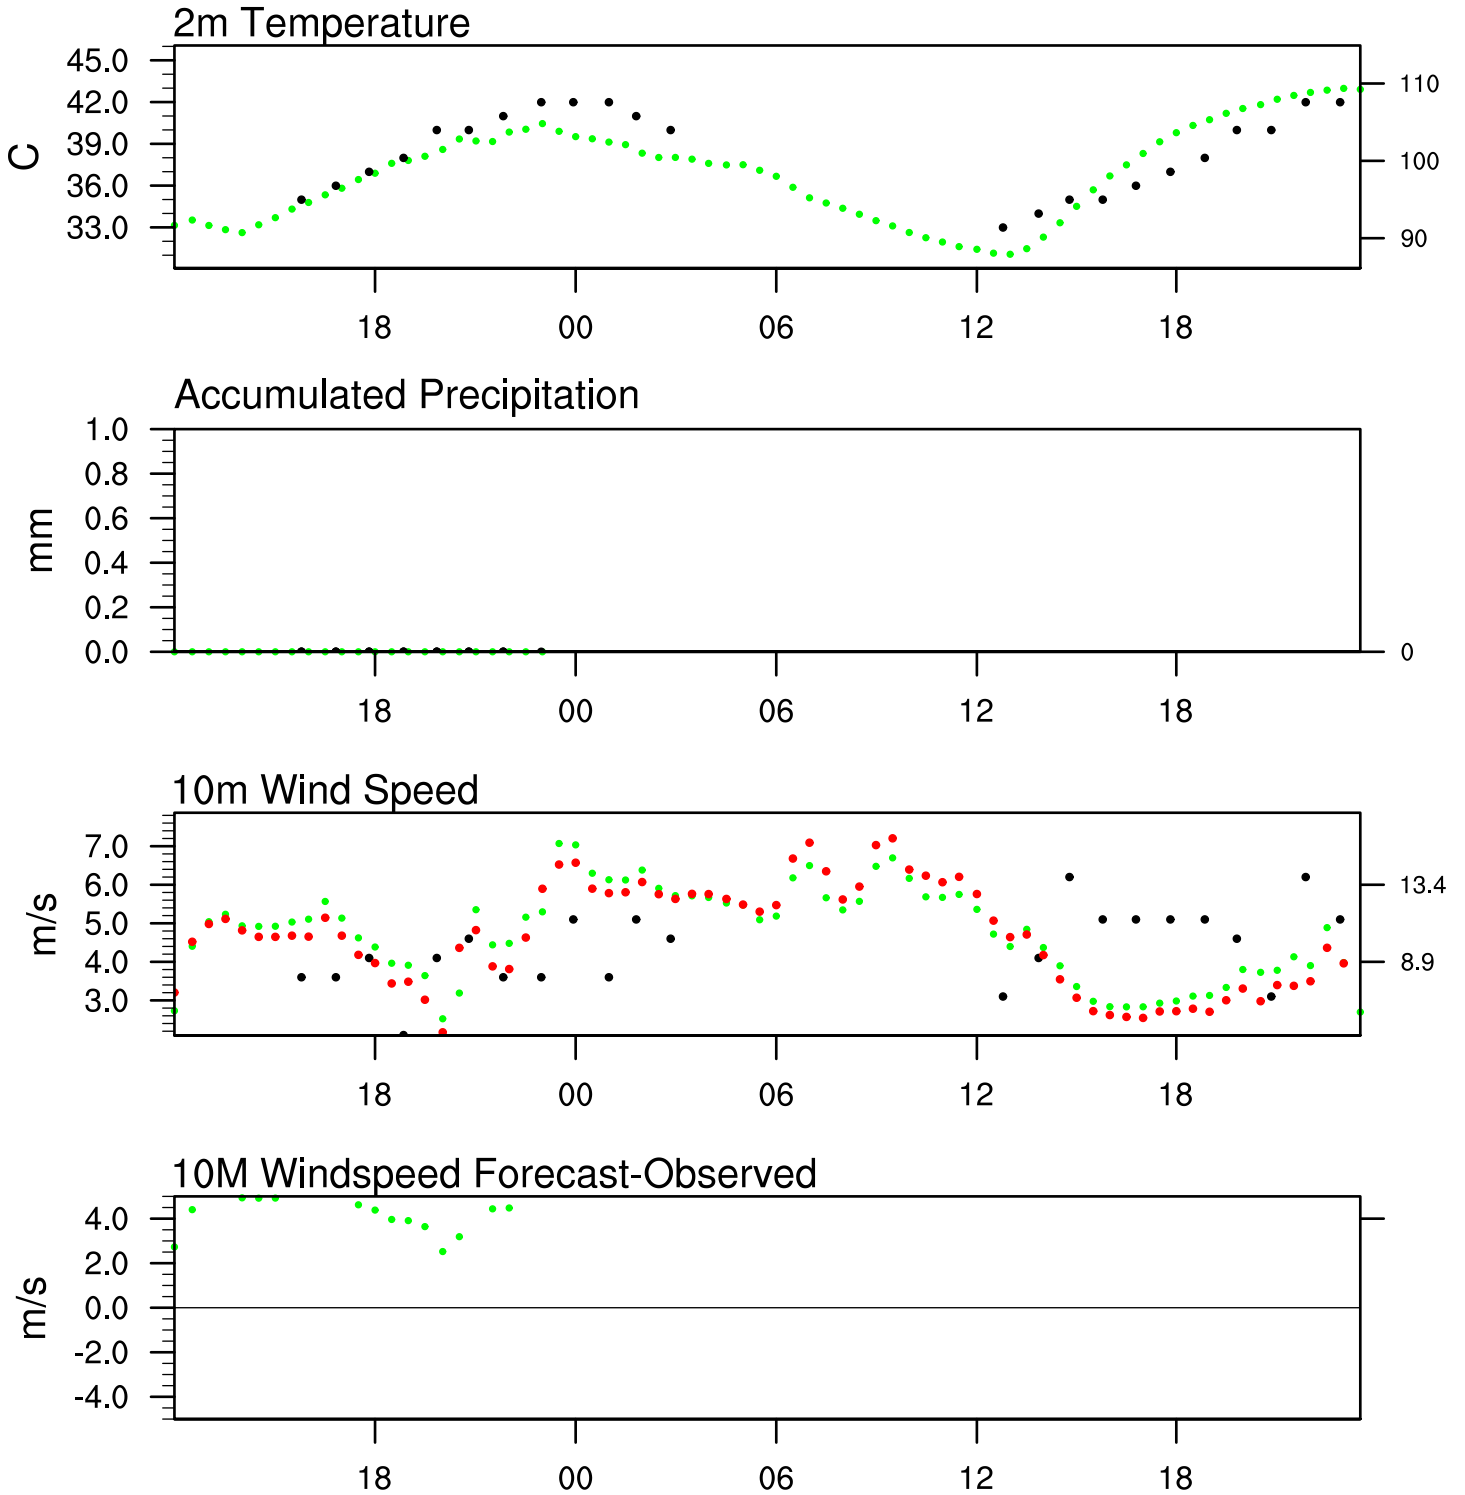 2m Temperature
45.0
42.0
39.0
36.0
33.0
C
110
100
90
18 00 06 12 18
Accumulated Precipitation
1.0
0.8
0.6
0.4
0.2
0.0
mm
0
18 00 06 12 18
10m Wind Speed
7.0
6.0
5.0
4.0
3.0
m/s
13.4
8.9
18 00 06 12 18
10M Windspeed Forecast-Observed
4.0
2.0
0.0
-2.0
-4.0
m/s
18 00 06 12 18